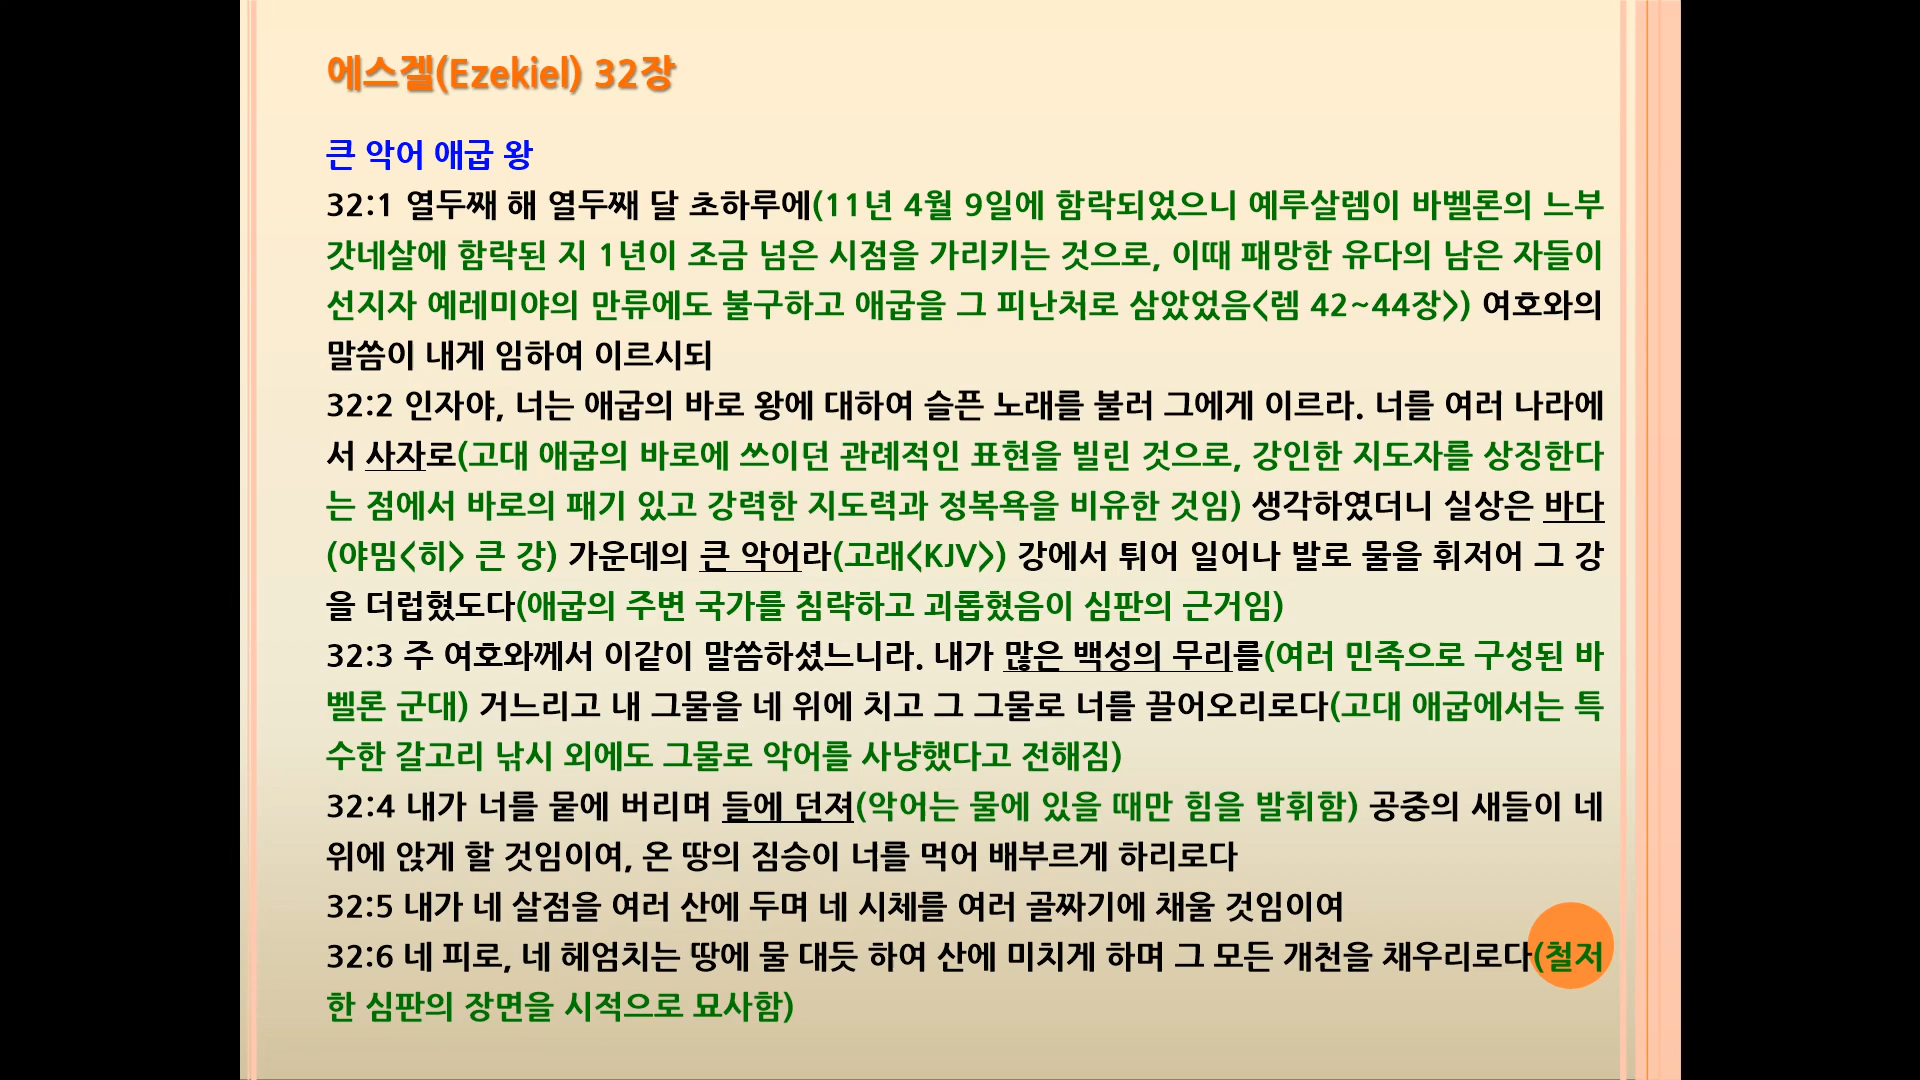 에스겔(Ezekiel) 32장
큰 악어 애굽 왕
32:1 열두째 해 열두째 달 초하루에(11년 4월 9일에 함락되었으니 예루살렘이 바벨론의 느부
갓네살에 함락된 지 1년이 조금 넘은 시점을 가리키는 것으로, 이때 패망한 유다의 남은 자들이
선지자 예레미야의 만류에도 불구하고 애굽을 그 피난처로 삼았었음<렘 42~44장>) 여호와의
말씀이 내게 임하여 이르시되
32:2 인자야, 너는 애굽의 바로 왕에 대하여 슬픈 노래를 불러 그에게 이르라. 너를 여러 나라에
서 사자로(고대 애굽의 바로에 쓰이던 관례적인 표현을 빌린 것으로, 강인한 지도자를 상징한다
는 점에서 바로의 패기 있고 강력한 지도력과 정복욕을 비유한 것임) 생각하였더니 실상은 바다
(야밈<히> 큰 강) 가운데의 큰 악어라(고래<KJV>) 강에서 튀어 일어나 발로 물을 휘저어 그 강
을 더럽혔도다(애굽의 주변 국가를 침략하고 괴롭혔음이 심판의 근거임)
32:3 주 여호와께서 이같이 말씀하셨느니라. 내가 많은 백성의 무리를(여러 민족으로 구성된 바
벨론 군대) 거느리고 내 그물을 네 위에 치고 그 그물로 너를 끌어오리로다(고대 애굽에서는 특
수한 갈고리 낚시 외에도 그물로 악어를 사냥했다고 전해짐)
32:4 내가 너를 뭍에 버리며 들에 던져(악어는 물에 있을 때만 힘을 발휘함) 공중의 새들이 네
위에 앉게 할 것임이여, 온 땅의 짐승이 너를 먹어 배부르게 하리로다
32:5 내가 네 살점을 여러 산에 두며 네 시체를 여러 골짜기에 채울 것임이여
32:6 네 피로, 네 헤엄치는 땅에 물 대듯 하여 산에 미치게 하며 그 모든 개천을 채우리로다(철저
한 심판의 장면을 시적으로 묘사함)